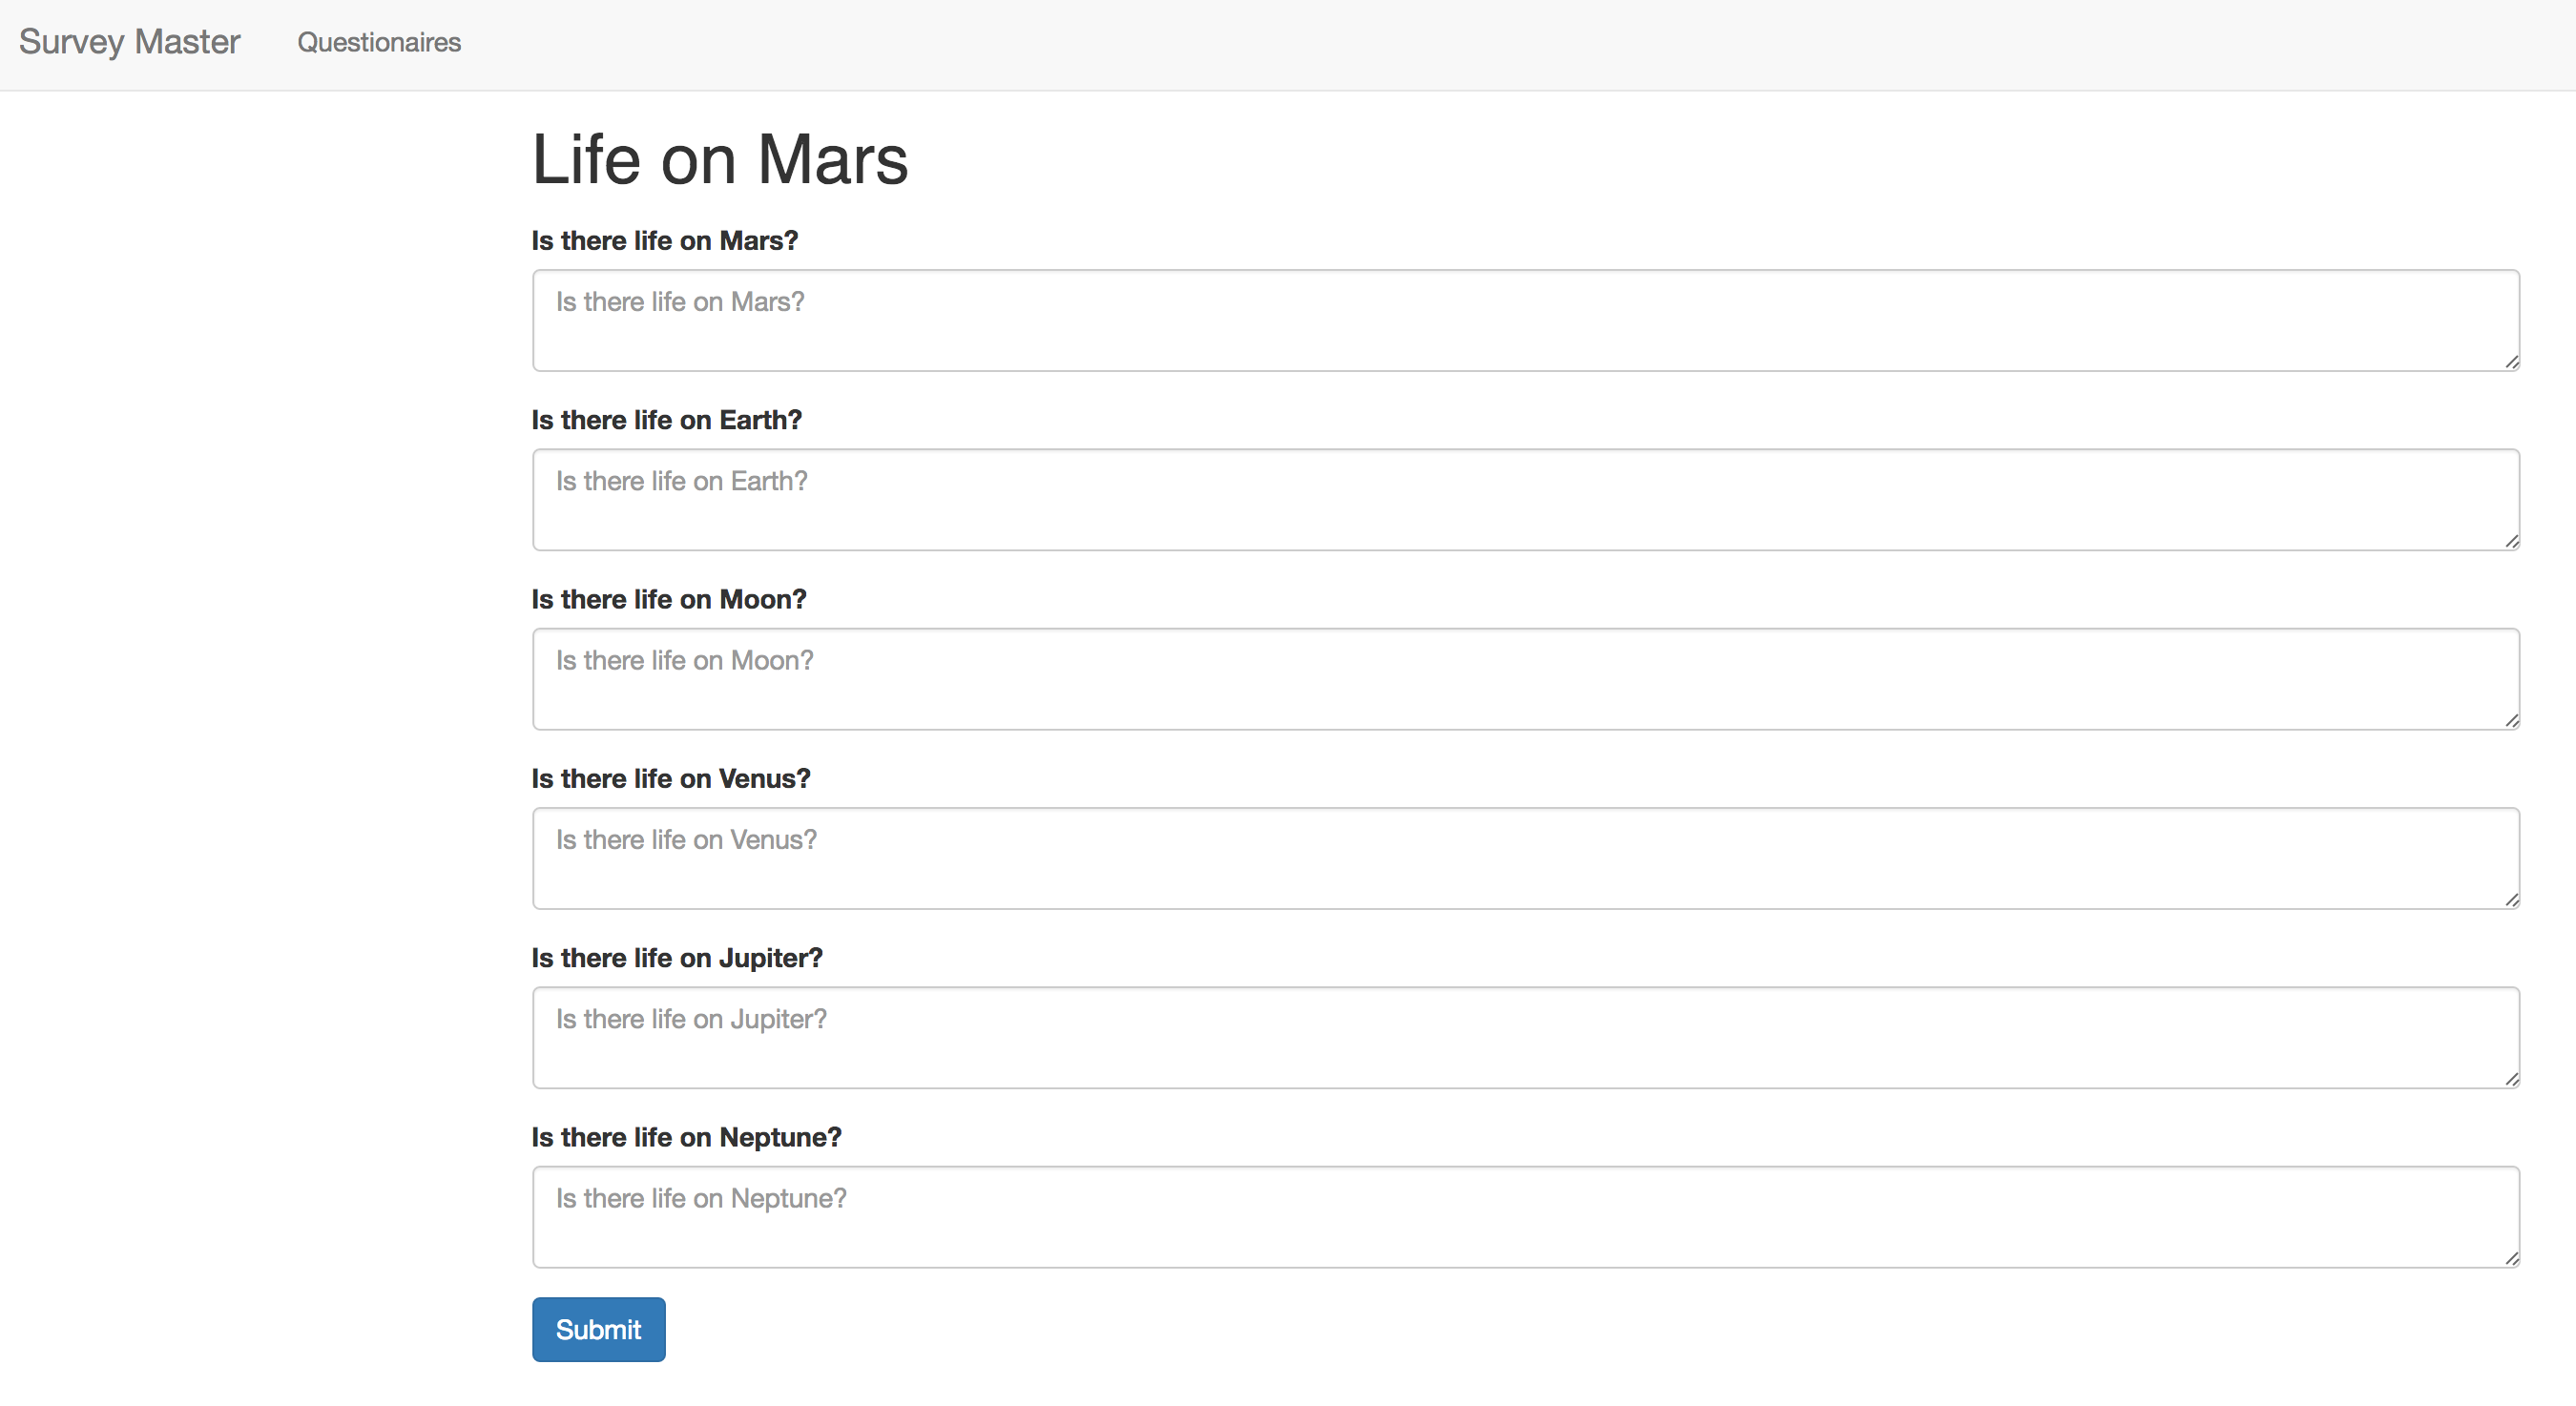 Survey Master Questionaires
Life on Mars
Is there life on Mars?
Is there life on Mars?
Is there life on Earth?
Is there life on Earth?
Is there life on Moon?
Is there life on Moon?
Is there life on Venus?
Is there life on Venus?
Is there life on Jupiter?
Is there life on Jupiter?
Is there life on Neptune?
Is there life on Neptune?
Submit